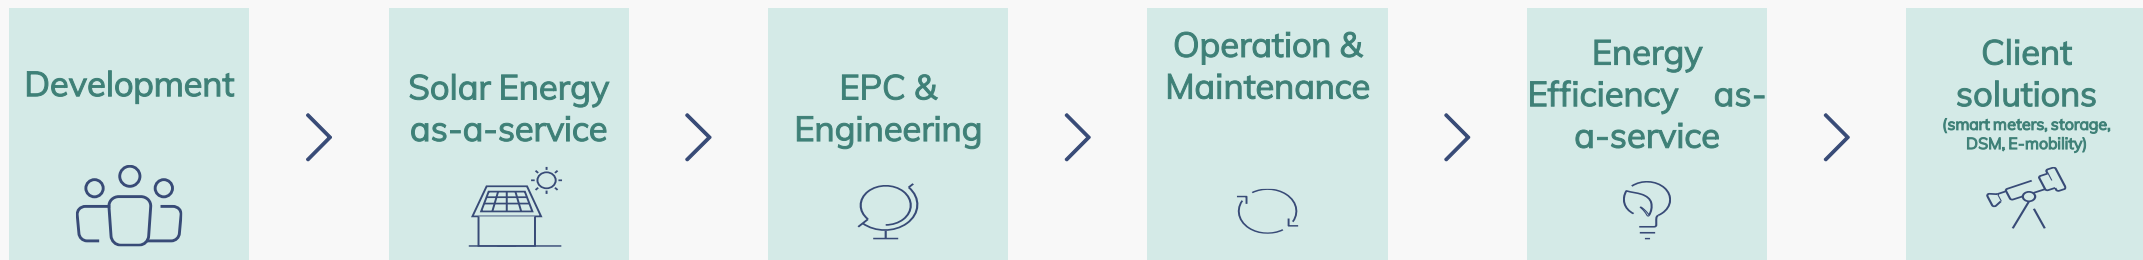 Development
Solar Energy
as-a-service
EPC &
Engineering
Operation &
Maintenance
Energy
Efficiency as-
a-service
Client
solutions
(smart meters, storage,
DSM, E-mobility)